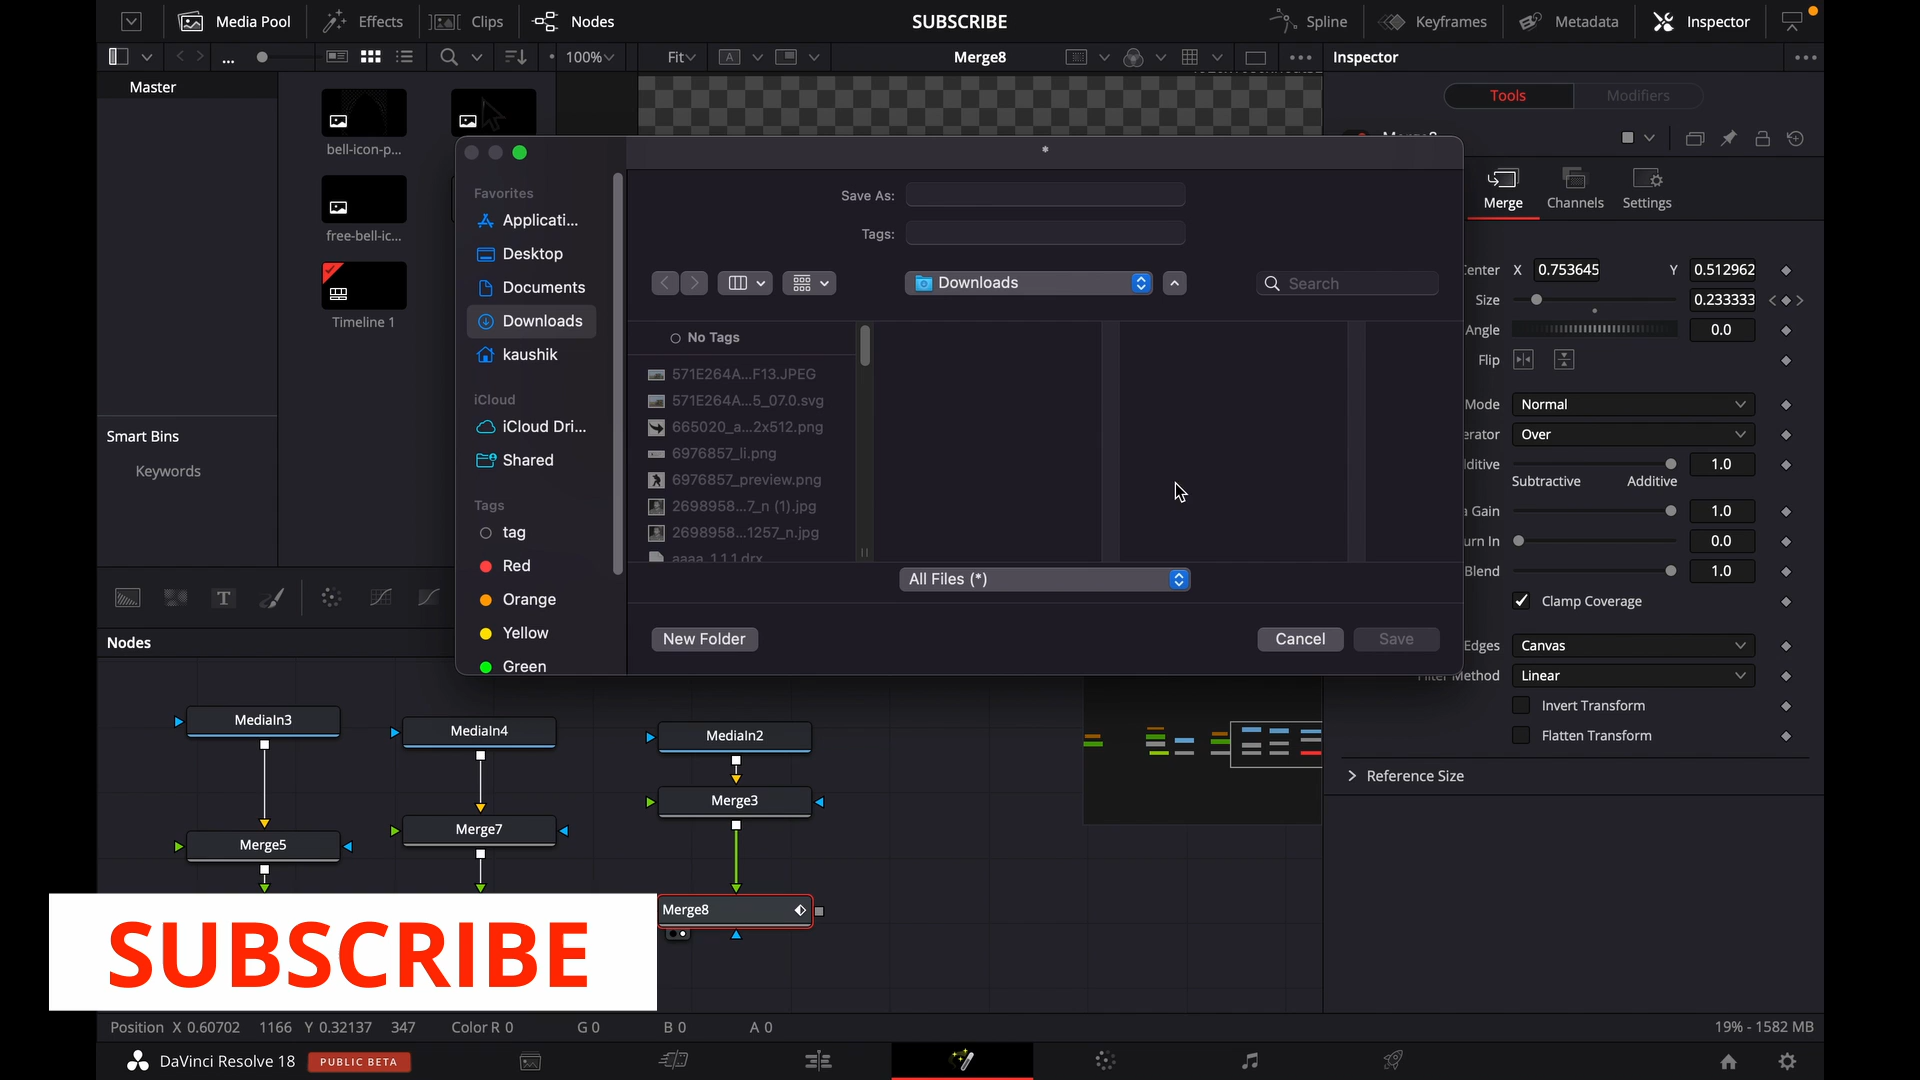 Media Pool
Effects
Clips
Nodes
SUBSCRIBE
Spline
Keyframes
Metadata
Inspector
...
100%
Fit
A
Merge8
Inspector
Master
bell-icon-p...
free-bell-ic...
Timeline 1
Smart Bins
Keywords
Tools
Modifiers
Merge
Channels
Settings
X 0.753645
Y 0.512962
Size
0.233333
Angle
0.0
Flip
Mode
Normal
Over
Subtractive
Additive
1.0
Gain
1.0
0.0
Blend
1.0
Clamp Coverage
Edges
Canvas
Linear
Invert Transform
Flatten Transform
Reference Size
*
Save As:
Tags:
Favorites
Applicati...
Desktop
Documents
Downloads
kaushik
iCloud
iCloud Dri...
Shared
Tags
tag
Red
Orange
Yellow
Green
Downloads
Search
No Tags
571E264A...F13.JPEG
571E264A...5_07.0.svg
665020_a...2x512.png
6976857_li.png
6976857_preview.png
2698958...7_n (1).jpg
2698958...1257_n.jpg
aaaa_1.1.1.drx
All Files (*)
New Folder
Cancel
Save
T
Nodes
MediaIn3
MediaIn4
MediaIn2
Merge3
Merge5
Merge7
Merge8
SUBSCRIBE
Position X 0.60702 1166 Y 0.32137 347 Color R 0 G 0 B 0 A 0
19% - 1582 MB
DaVinci Resolve 18
PUBLIC BETA